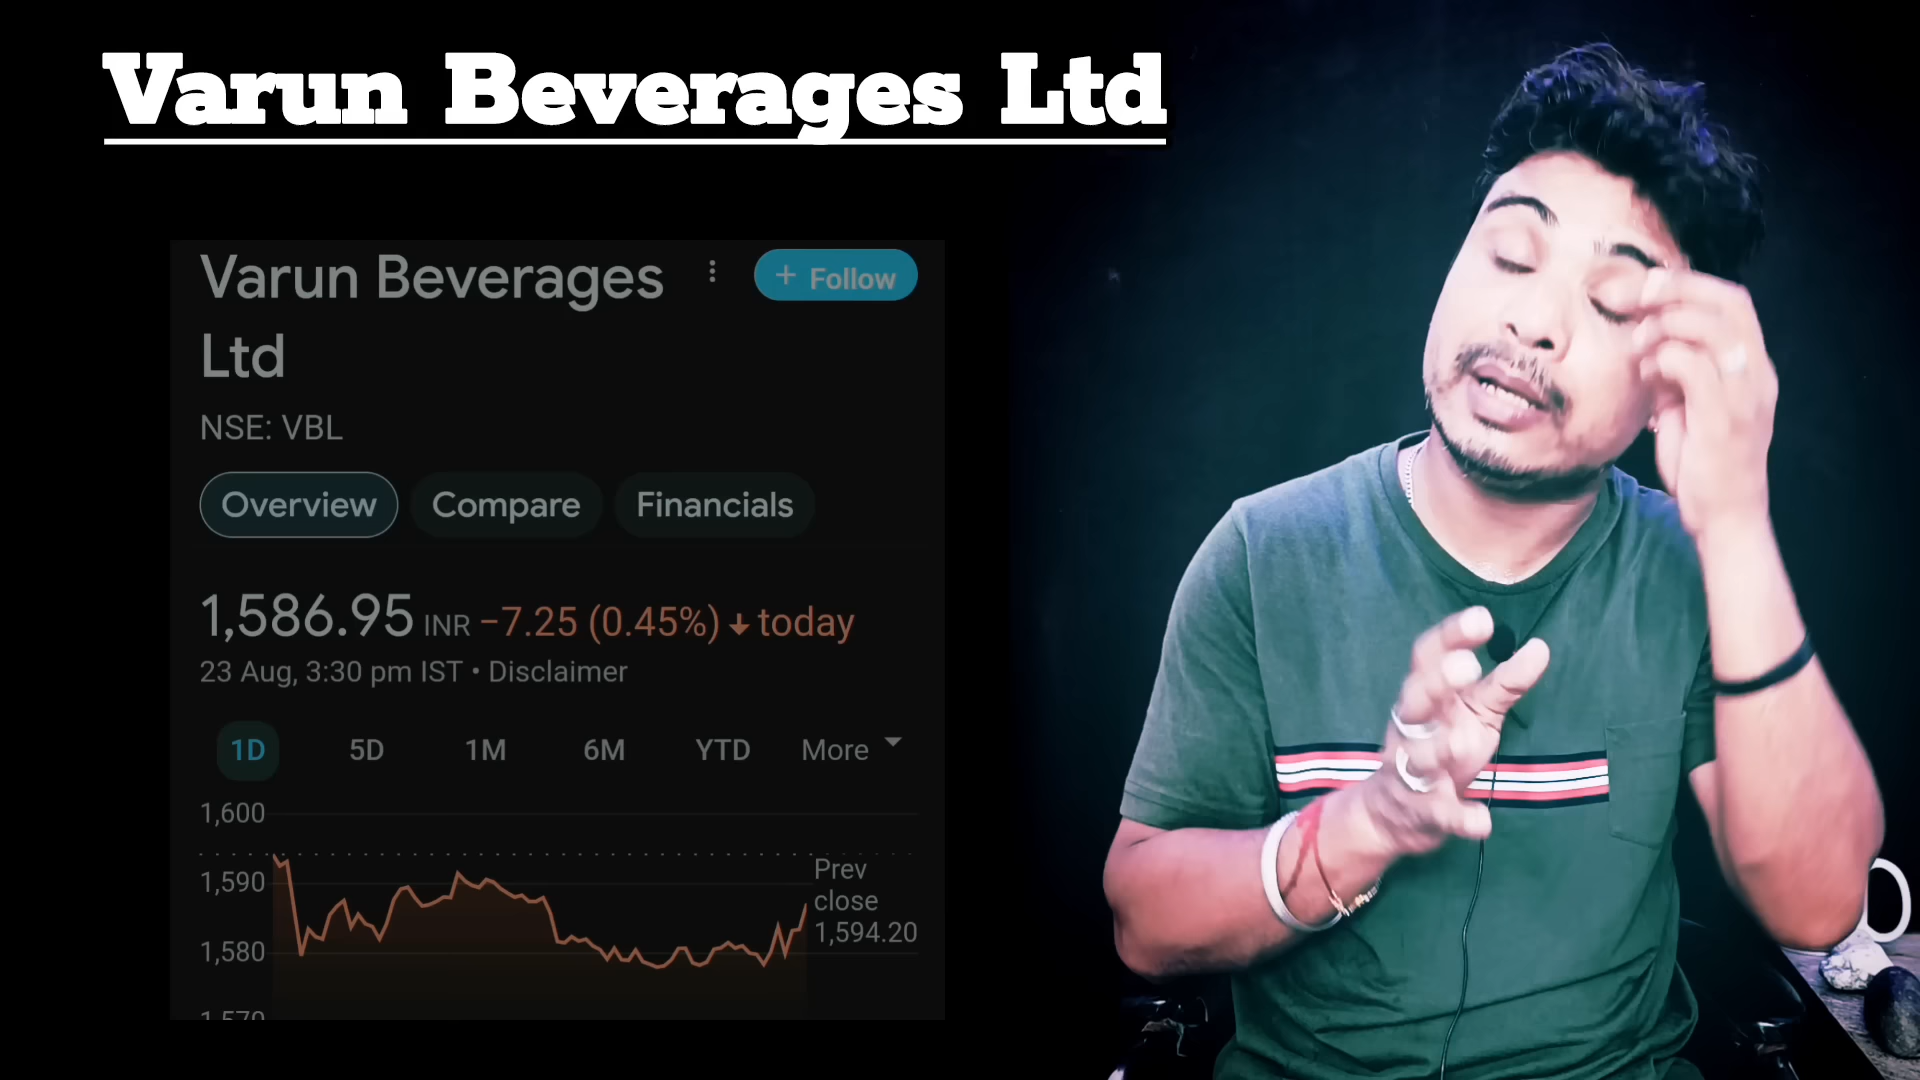 Varun Beverages Ltd
Varun Beverages
Ltd
+ Follow
NSE: VBL
Overview
Compare
Financials
1,586.95 INR −7.25 (0.45%) ↓ today
23 Aug, 3:30 pm IST • Disclaimer
1D 5D 1M 6M YTD More
1,600
1,590
1,580
1,570
Prev
close
1,594.20